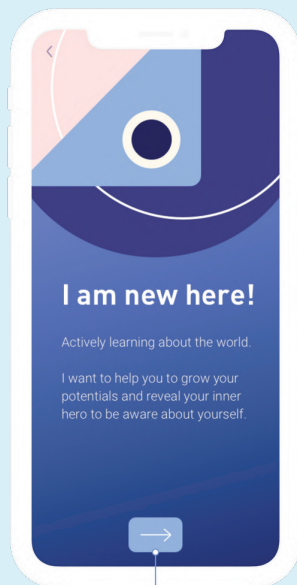 I am new here!
Actively learning about the world.
I want to help you to grow your
potentials and reveal your inner
hero to be aware about yourself.